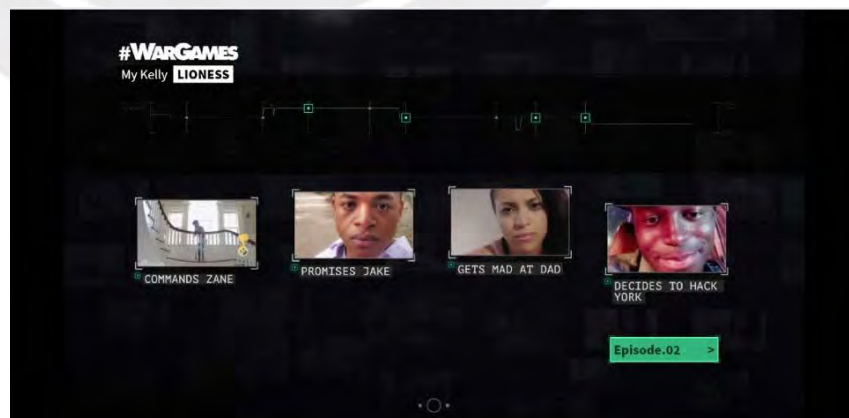 #WARGAMES
My Kelly LIONESS
COMMANDS ZANE
PROMISES JAKE
GETS MAD AT DAD
DECIDES TO HACK
YORK
Episode.02 >